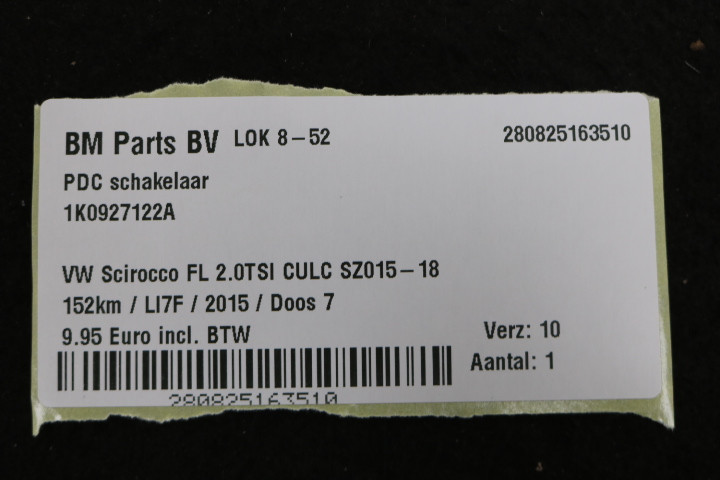 BM Parts BV LOK 8-52 280825163510
PDC schakelaar
1K0927122A
VW Scirocco FL 2.0TSI CULC SZ015-18
152km / LI7F / 2015 / Doos 7
9.95 Euro incl. BTW Verz: 10
Aantal: 1
280825163510